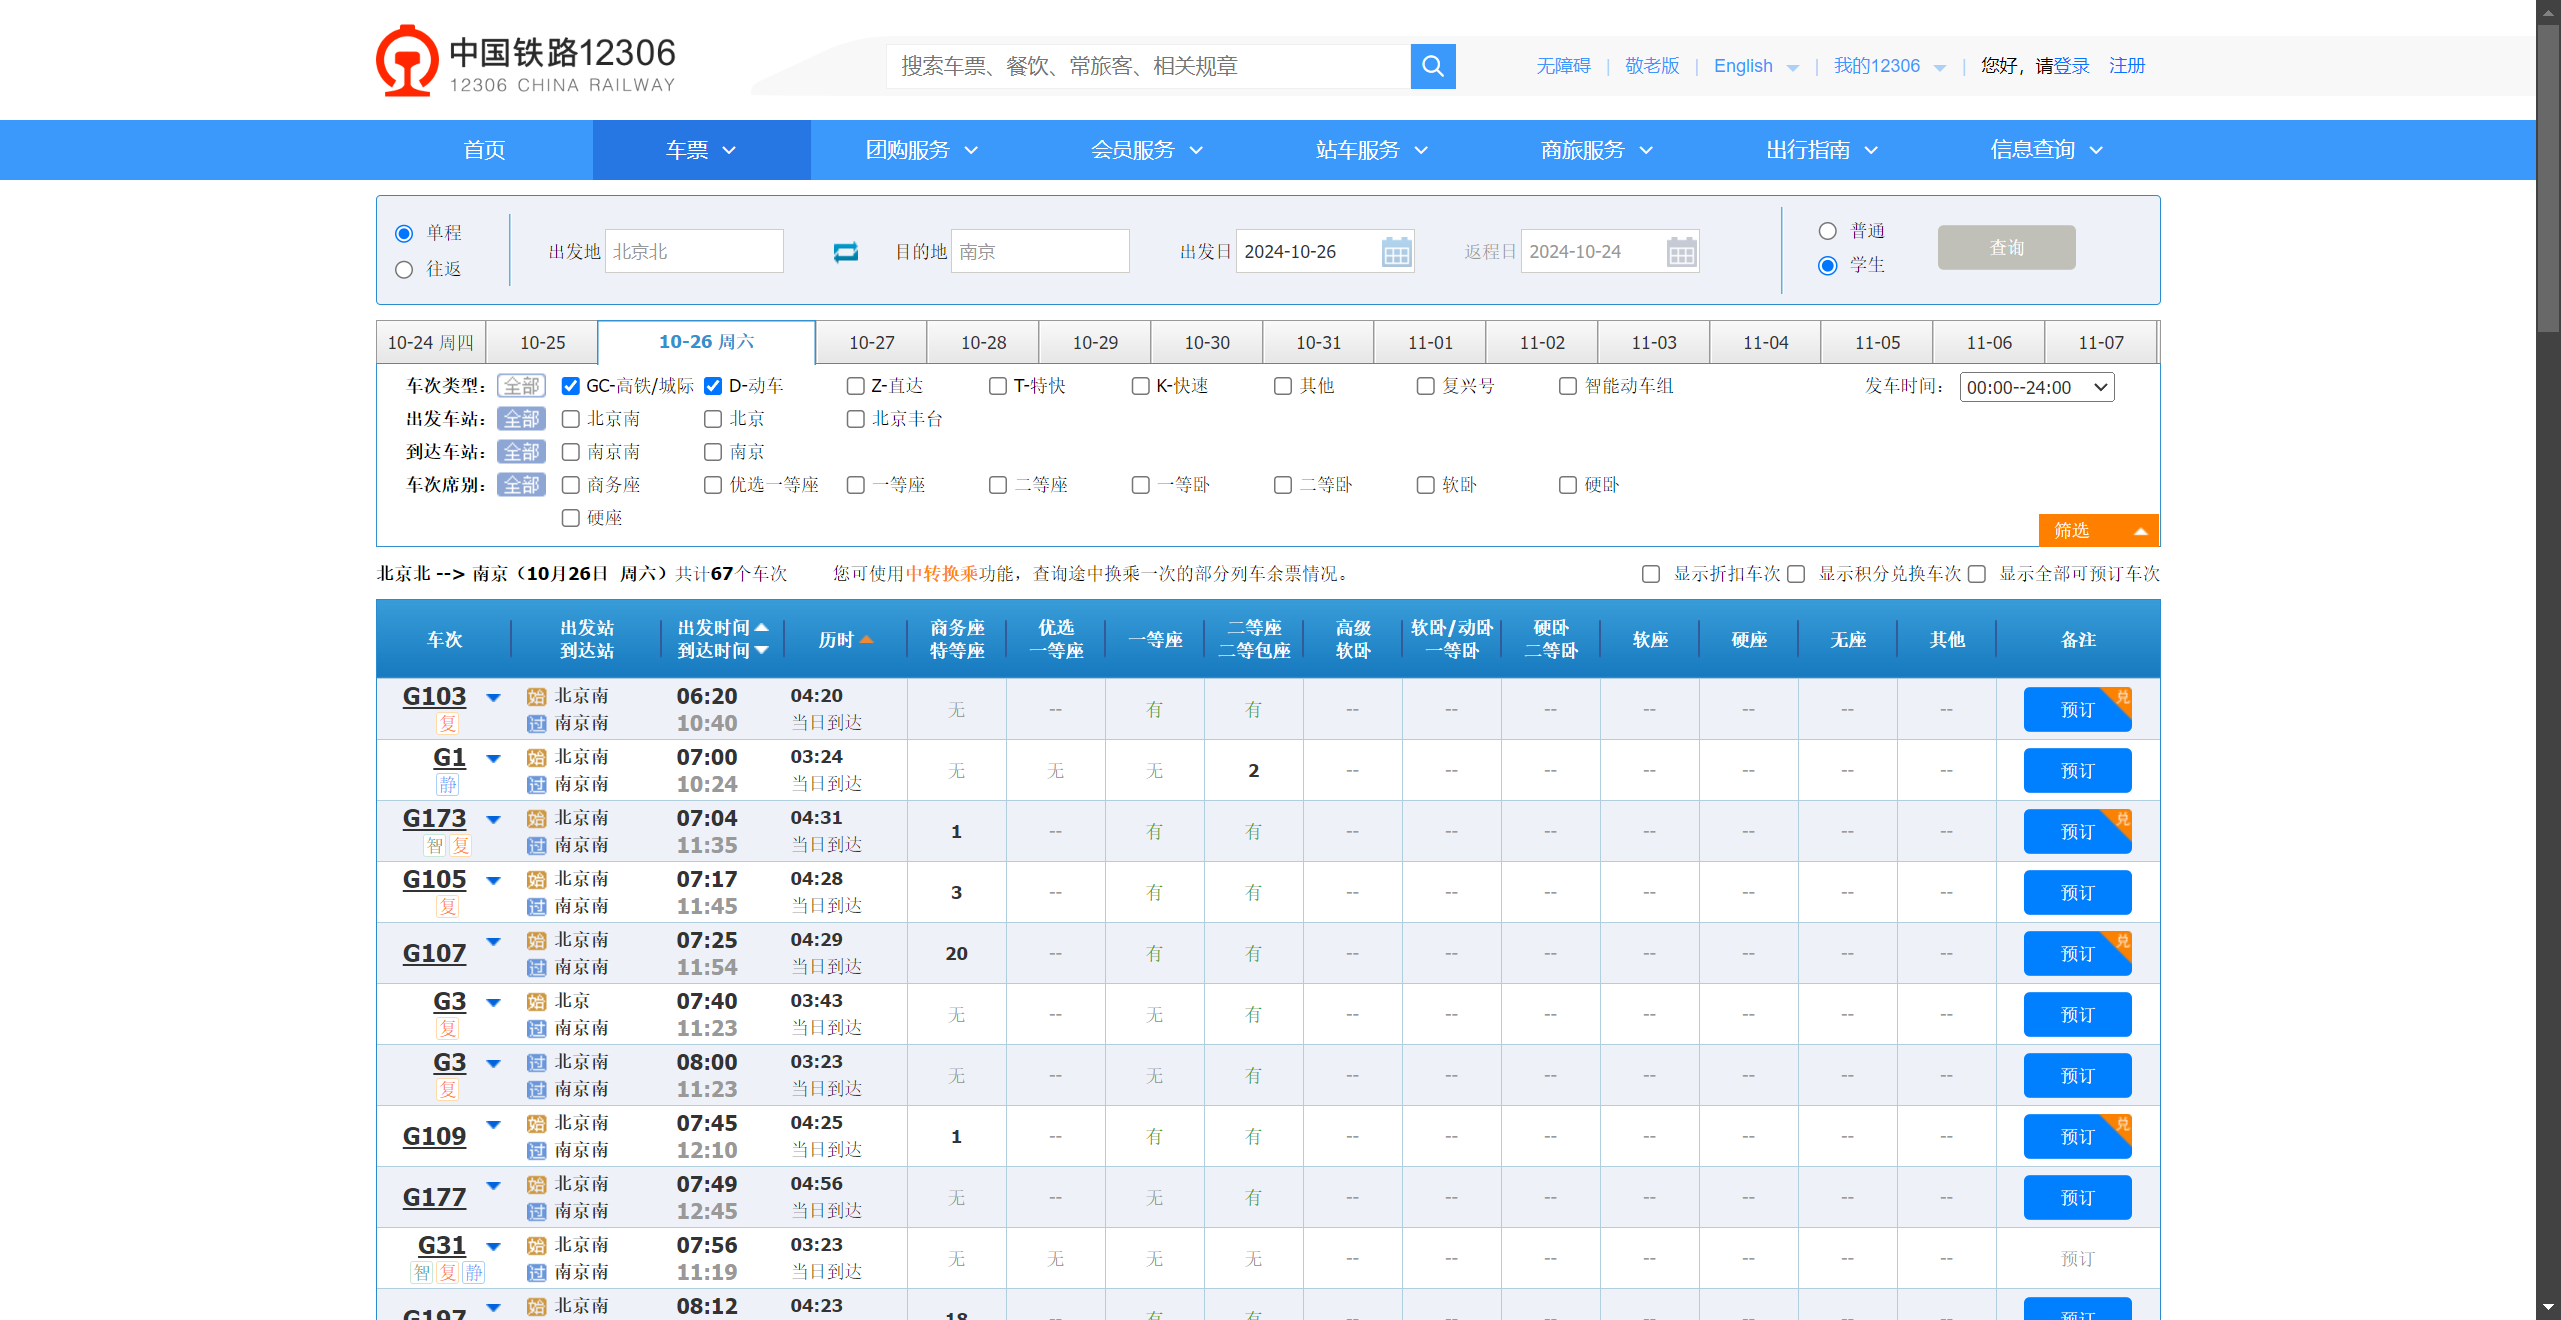 中国铁路12306
12306 CHINA RAILWAY
搜索车票、餐饮、常旅客、相关规章
无障碍 | 敬老版 | English | 我的12306 | 您好，请登录 注册
首页 车票 团购服务 会员服务 站车服务 商旅服务 出行指南 信息查询
单程
往返
出发地 北京北 目的地 南京 出发日 2024-10-26 返程日 2024-10-24
普通
学生
查询
10-24 周四 10-25 10-26 周六 10-27 10-28 10-29 10-30 10-31 11-01 11-02 11-03 11-04 11-05 11-06 11-07
车次类型： 全部 GC-高铁/城际 D-动车 Z-直达 T-特快 K-快速 其他 复兴号 智能动车组 发车时间： 00:00--24:00
出发车站： 全部 北京南 北京 北京丰台
到达车站： 全部 南京南 南京
车次席别： 全部 商务座 优选一等座 一等座 二等座 一等卧 二等卧 软卧 硬卧
硬座
筛选
北京北 --> 南京（10月26日 周六）共计67个车次 您可使用中转换乘功能，查询途中换乘一次的部分列车余票情况。 显示折扣车次 显示积分兑换车次 显示全部可预订车次
车次 出发站 到达站 出发时间 到达时间 历时 商务座 特等座 优选 一等座 一等座 二等座 二等包座 高级 软卧 软卧/动卧 一等卧 硬卧 二等卧 软座 硬座 无座 其他 备注
G103 始 北京南 06:20 04:20 无 -- 有 有 -- -- -- -- -- -- -- 预订 兑
复 过 南京南 10:40 当日到达
G1 始 北京南 07:00 03:24 无 无 无 2 -- -- -- -- -- -- -- 预订
静 过 南京南 10:24 当日到达
G173 始 北京南 07:04 04:31 1 -- 有 有 -- -- -- -- -- -- -- 预订 兑
智 复 过 南京南 11:35 当日到达
G105 始 北京南 07:17 04:28 3 -- 有 有 -- -- -- -- -- -- -- 预订
复 过 南京南 11:45 当日到达
G107 始 北京南 07:25 04:29 20 -- 有 有 -- -- -- -- -- -- -- 预订 兑
过 南京南 11:54 当日到达
G3 始 北京 07:40 03:43 无 -- 无 有 -- -- -- -- -- -- -- 预订
复 过 南京南 11:23 当日到达
G3 过 北京南 08:00 03:23 无 -- 无 有 -- -- -- -- -- -- -- 预订
复 过 南京南 11:23 当日到达
G109 始 北京南 07:45 04:25 1 -- 有 有 -- -- -- -- -- -- -- 预订 兑
过 南京南 12:10 当日到达
G177 始 北京南 07:49 04:56 无 -- 无 有 -- -- -- -- -- -- -- 预订
过 南京南 12:45 当日到达
G31 始 北京南 07:56 03:23 无 无 无 无 -- -- -- -- -- -- -- 预订
智 复 静 过 南京南 11:19 当日到达
G197 始 北京南 08:12 04:23 18 -- 有 有 -- -- -- -- -- -- -- 预订